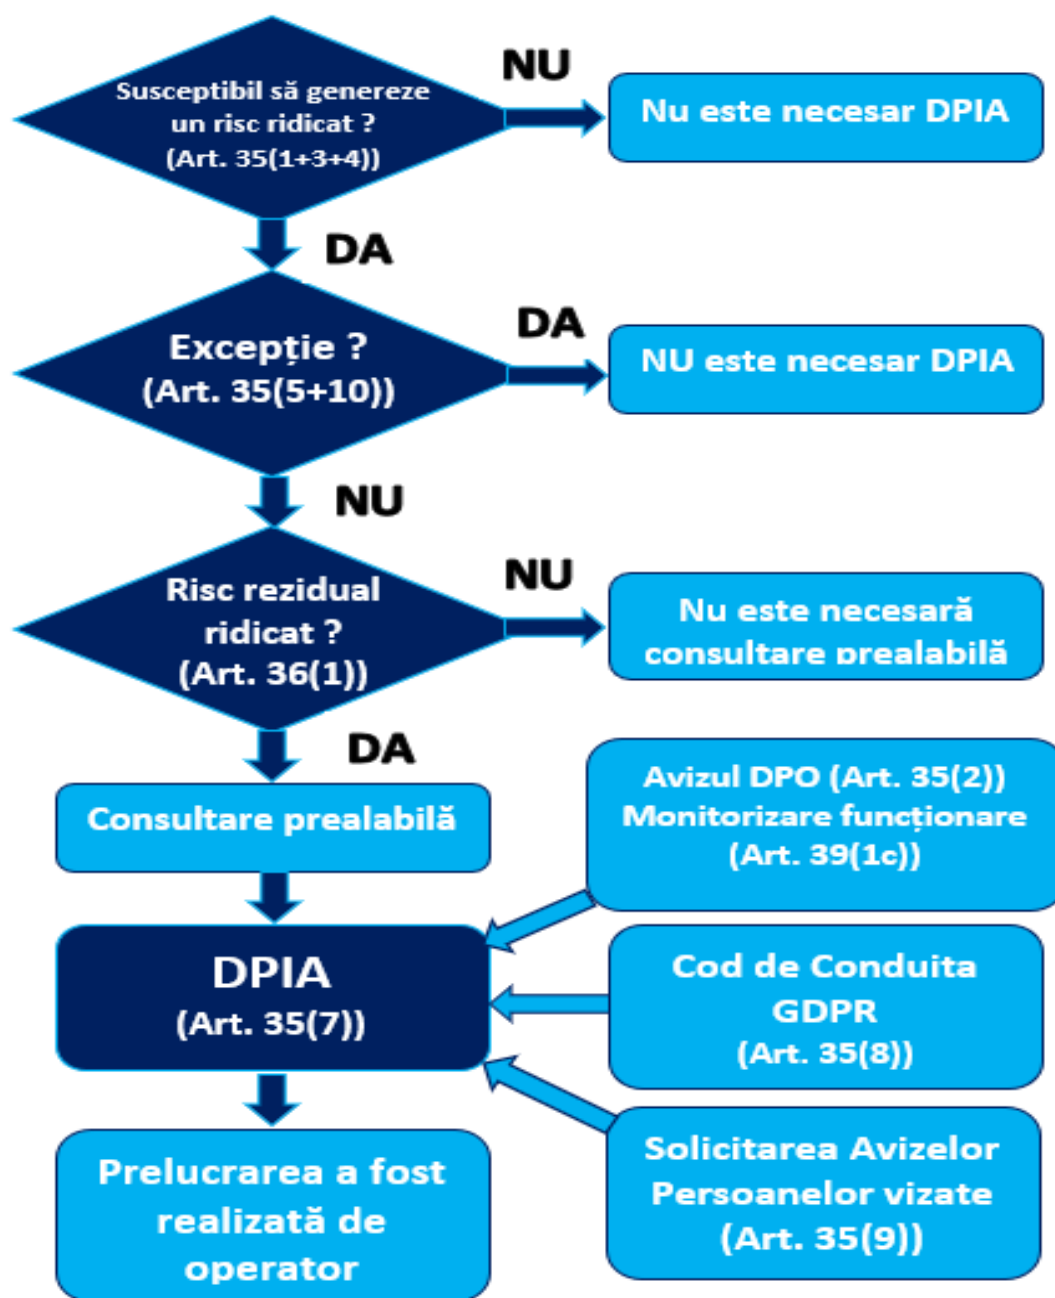 Susceptibil să genereze
un risc ridicat ?
(Art. 35(1+3+4))
NU
Nu este necesar DPIA
DA
Excepție ?
(Art. 35(5+10))
DA
NU este necesar DPIA
NU
Risc rezidual
ridicat ?
(Art. 36(1))
NU
Nu este necesară
consultare prealabilă
DA
Consultare prealabilă
Avizul DPO (Art. 35(2))
Monitorizare funcționare
(Art. 39(1c))
DPIA
(Art. 35(7))
Cod de Conduita
GDPR
(Art. 35(8))
Prelucrarea a fost
realizată de
operator
Solicitarea Avizelor
Persoanelor vizate
(Art. 35(9))